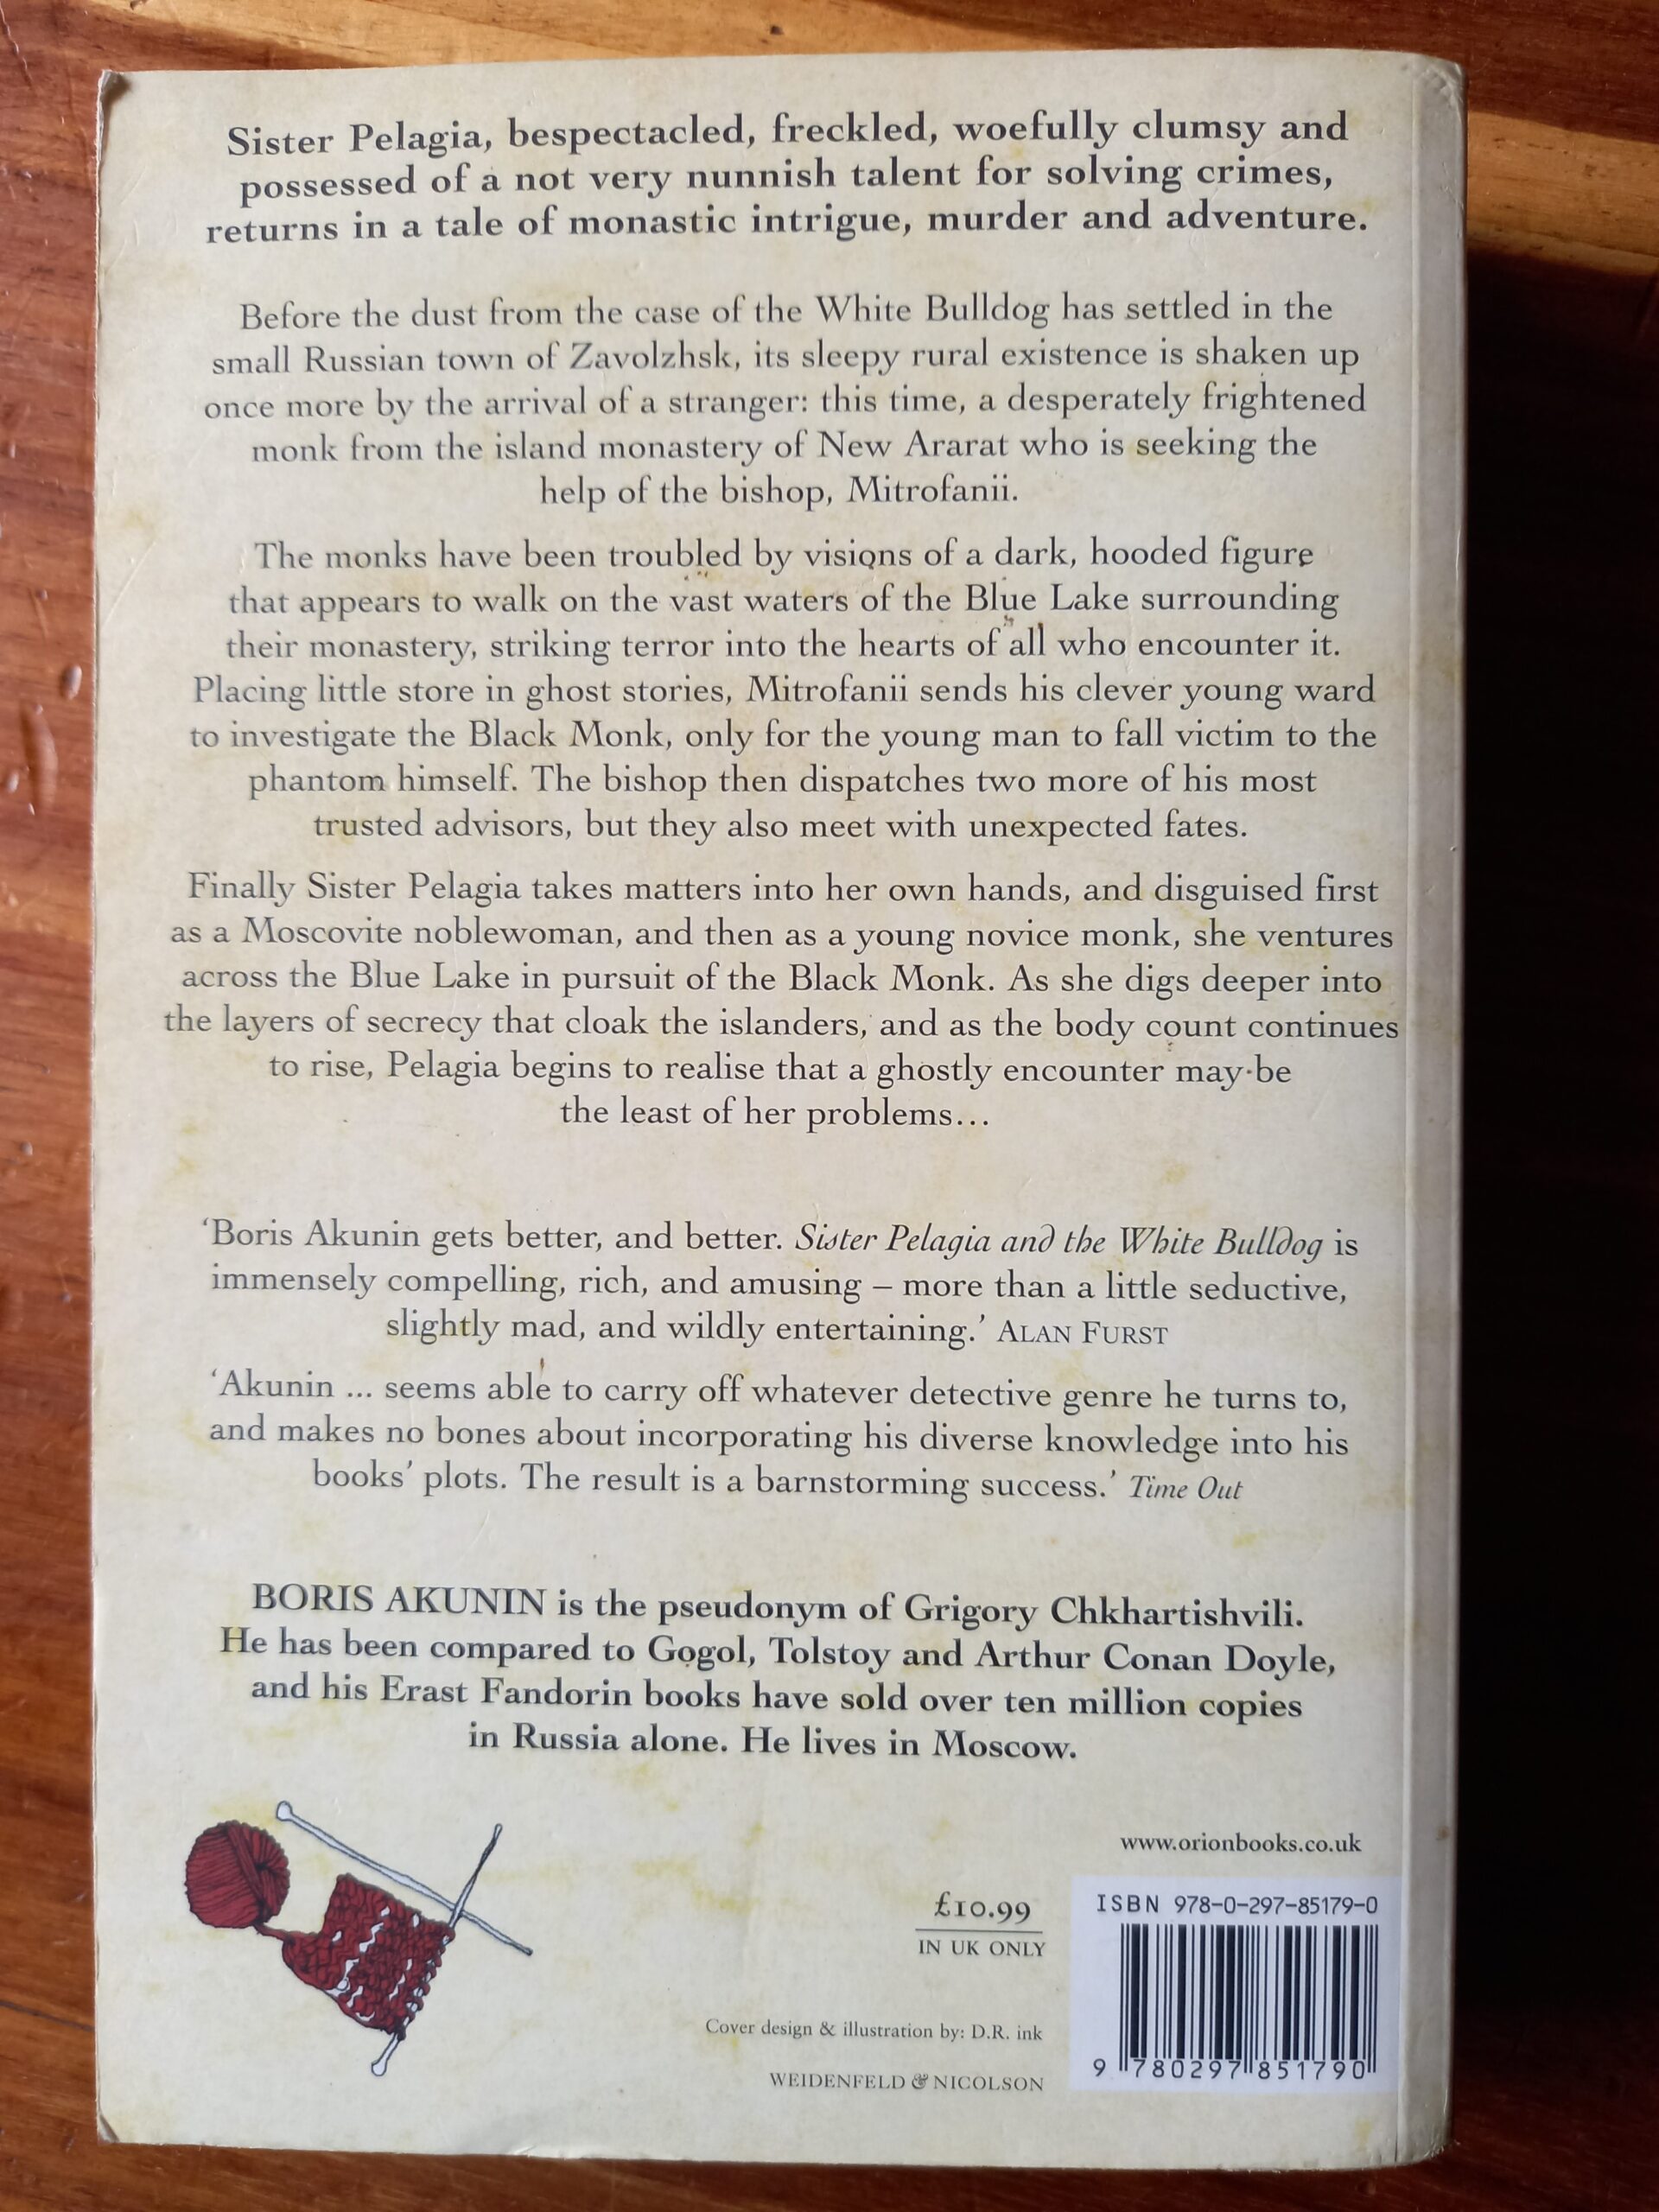 Sister Pelagia, bespectacled, freckled, woefully clumsy and
possessed of a not very nunnish talent for solving crimes,
returns in a tale of monastic intrigue, murder and adventure.
Before the dust from the case of the White Bulldog has settled in the
small Russian town of Zavolzhsk, its sleepy rural existence is shaken up
once more by the arrival of a stranger: this time, a desperately frightened
monk from the island monastery of New Ararat who is seeking the
help of the bishop, Mitrofanii.
The monks have been troubled by visions of a dark, hooded figure
that appears to walk on the vast waters of the Blue Lake surrounding
their monastery, striking terror into the hearts of all who encounter it.
Placing little store in ghost stories, Mitrofanii sends his clever young ward
to investigate the Black Monk, only for the young man to fall victim to the
phantom himself. The bishop then dispatches two more of his most
trusted advisors, but they also meet with unexpected fates.
Finally Sister Pelagia takes matters into her own hands, and disguised first
as a Moscovite noblewoman, and then as a young novice monk, she ventures
across the Blue Lake in pursuit of the Black Monk. As she digs deeper into
the layers of secrecy that cloak the islanders, and as the body count continues
to rise, Pelagia begins to realise that a ghostly encounter may be
the least of her problems…
‘Boris Akunin gets better, and better. Sister Pelagia and the White Bulldog is
immensely compelling, rich, and amusing – more than a little seductive,
slightly mad, and wildly entertaining.’ ALAN FURST
‘Akunin ... seems able to carry off whatever detective genre he turns to,
and makes no bones about incorporating his diverse knowledge into his
books’ plots. The result is a barnstorming success.’ Time Out
BORIS AKUNIN is the pseudonym of Grigory Chkhartishvili.
He has been compared to Gogol, Tolstoy and Arthur Conan Doyle,
and his Erast Fandorin books have sold over ten million copies
in Russia alone. He lives in Moscow.
www.orionbooks.co.uk
£10.99
IN UK ONLY
ISBN 978-0-297-85179-0
9 780297 851790
Cover design & illustration by: D.R. ink
WEIDENFELD & NICOLSON